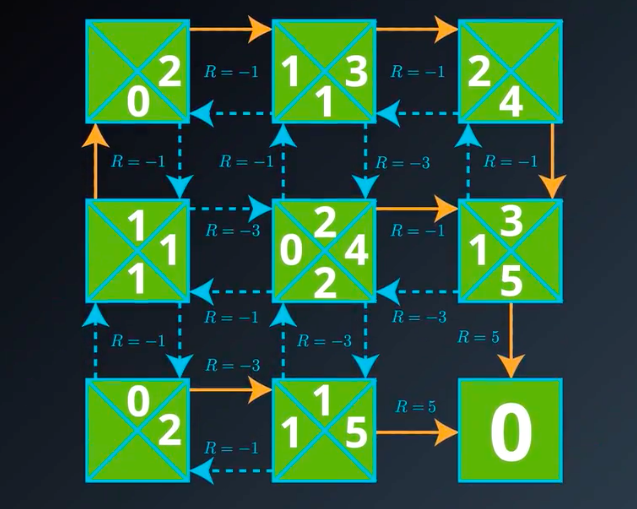 2
0
R = −1
1
3
1
R = −1
2
4
R = −1
R = −1
R = −3
R = −1
1
1
1
R = −3
R = −1
2
0
4
2
R = −1
R = −3
3
1
5
R = −1
R = −3
R = 5
0
2
R = −3
R = −1
1
1
5
R = 5
0